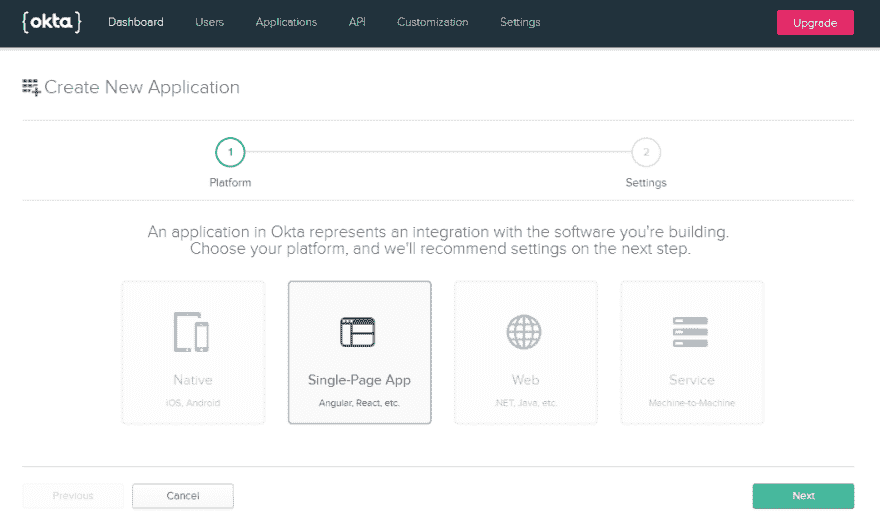 {okta} Dashboard Users Applications API Customization Settings Upgrade
Create New Application
1 2
Platform Settings
An application in Okta represents an integration with the software you're building.
Choose your platform, and we'll recommend settings on the next step.
Native Single-Page App Web Service
iOS, Android Angular, React, etc. .NET, Java, etc. Machine-to-Machine
Previous Cancel Next